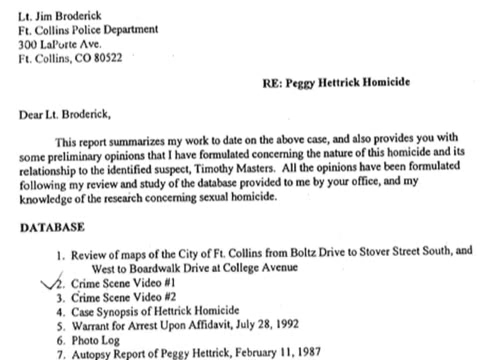 Lt. Jim Broderick
Ft. Collins Police Department
300 LaPorte Ave.
Ft. Collins, CO 80522
RE: Peggy Hettrick Homicide
Dear Lt. Broderick,
This report summarizes my work to date on the above case, and also provides you with
some preliminary opinions that I have formulated concerning the nature of this homicide and its
relationship to the identified suspect, Timothy Masters. All the opinions have been formulated
following my review and study of the database provided to me by your office, and my
knowledge of the research concerning sexual homicide.
DATABASE
1. Review of maps of the City of Ft. Collins from Boltz Drive to Stover Street South, and
West to Boardwalk Drive at College Avenue
2. Crime Scene Video #1
3. Crime Scene Video #2
4. Case Synopsis of Hettrick Homicide
5. Warrant for Arrest Upon Affidavit, July 28, 1992
6. Photo Log
7. Autopsy Report of Peggy Hettrick, February 11, 1987